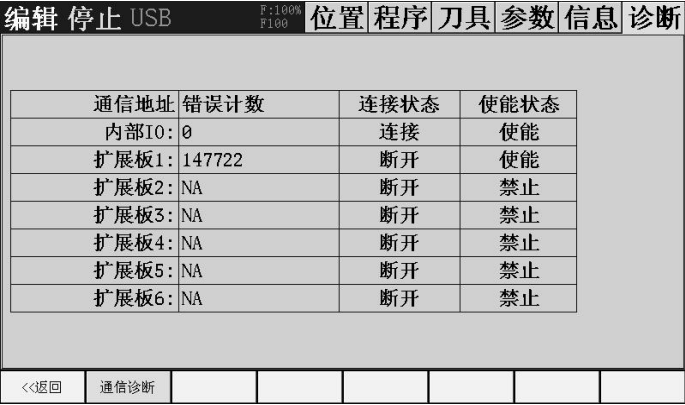 编辑 停止 USB F:100% F100 位置 程序 刀具 参数 信息 诊断
通信地址 错误计数 连接状态 使能状态
内部IO: 0 连接 使能
扩展板1: 147722 断开 使能
扩展板2: NA 断开 禁止
扩展板3: NA 断开 禁止
扩展板4: NA 断开 禁止
扩展板5: NA 断开 禁止
扩展板6: NA 断开 禁止
<<返回 通信诊断